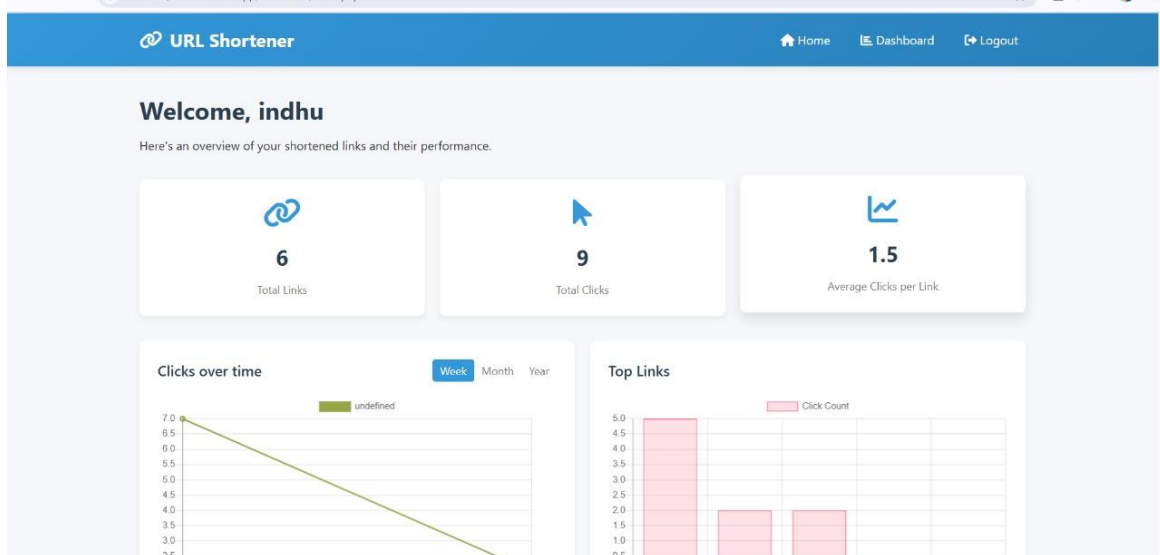 URL Shortener
Home Dashboard Logout
Welcome, indhu
Here's an overview of your shortened links and their performance.
6
Total Links
9
Total Clicks
1.5
Average Clicks per Link
Clicks over time
Week Month Year
undefined
7.0
6.5
6.0
5.5
5.0
4.5
4.0
3.5
3.0
Top Links
Click Count
5.0
4.5
4.0
3.5
3.0
2.5
2.0
1.5
1.0